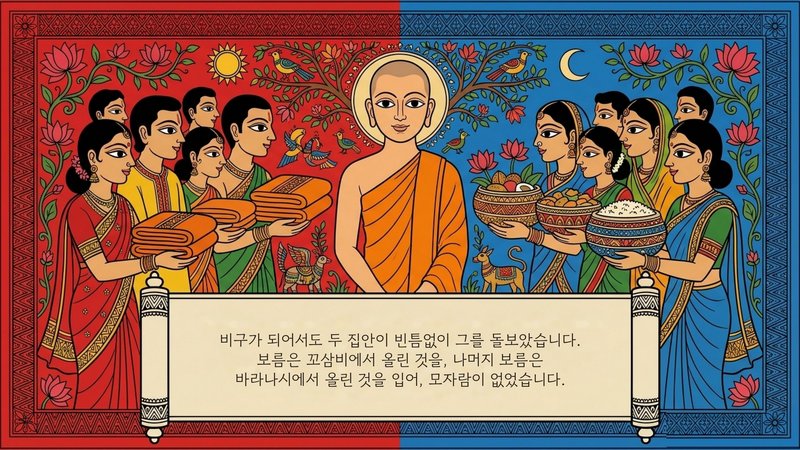 비구가 되어서도 두 집안이 빈틈없이 그를 돌보았습니다.
보름은 꼬삼비에서 올린 것을, 나머지 보름은
바라나시에서 올린 것을 입어, 모자람이 없었습니다.